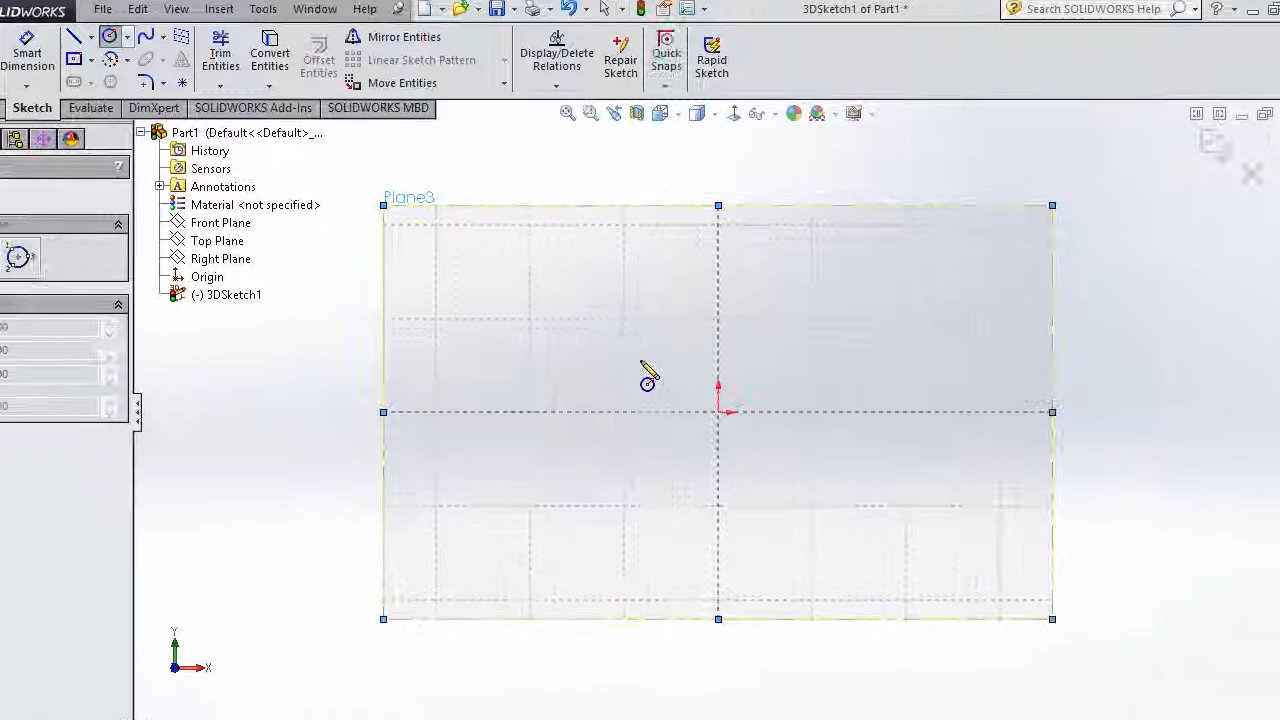 SOLIDWORKS File Edit View Insert Tools Window Help 3DSketch1 of Part1 * Search SOLIDWORKS Help
Smart Dimension
Trim Entities
Convert Entities
Offset Entities
Mirror Entities
Linear Sketch Pattern
Move Entities
Display/Delete Relations
Repair Sketch
Quick Snaps
Rapid Sketch
Sketch Evaluate DimXpert SOLIDWORKS Add-Ins SOLIDWORKS MBD
?
Part1 (Default<<Default>_...
History
Sensors
Annotations
Material <not specified>
Front Plane
Top Plane
Right Plane
Origin
(-) 3DSketch1
Plane3
Y
X